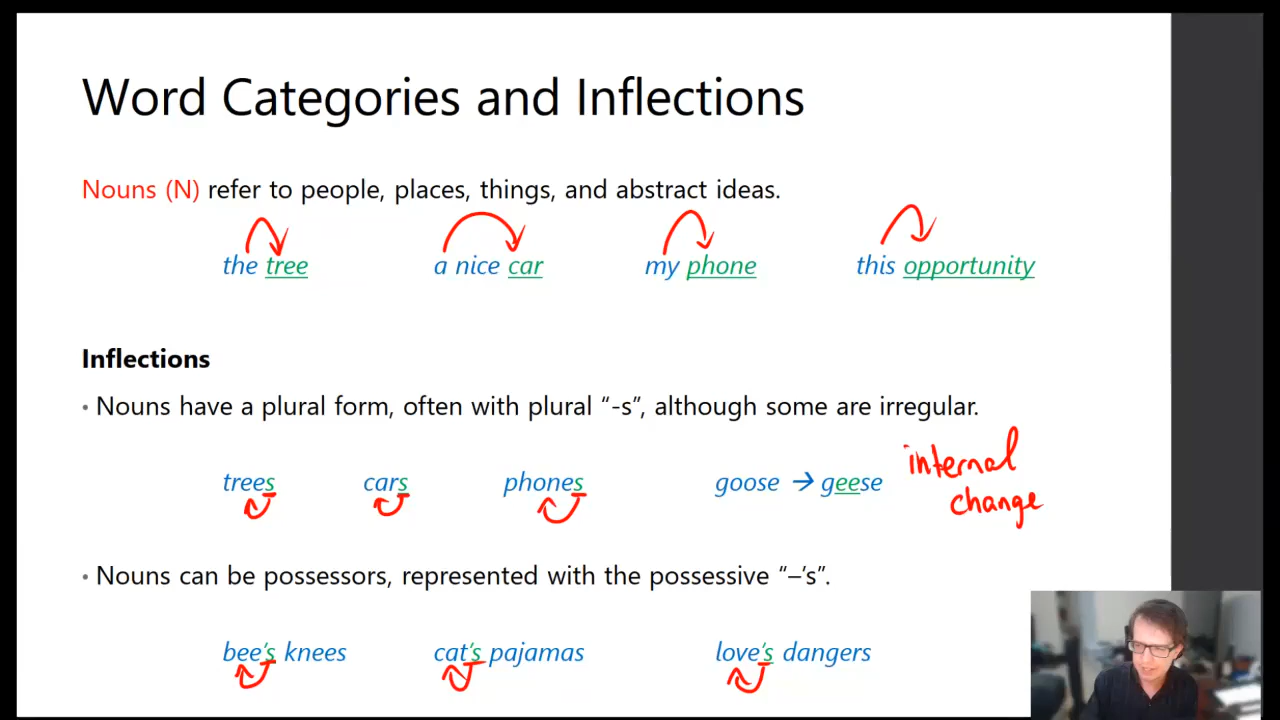 Word Categories and Inflections
Nouns (N) refer to people, places, things, and abstract ideas.
the tree a nice car my phone this opportunity
Inflections
• Nouns have a plural form, often with plural “-s”, although some are irregular.
trees cars phones goose → geese internal
change
• Nouns can be possessors, represented with the possessive “–’s”.
bee’s knees cat’s pajamas love’s dangers